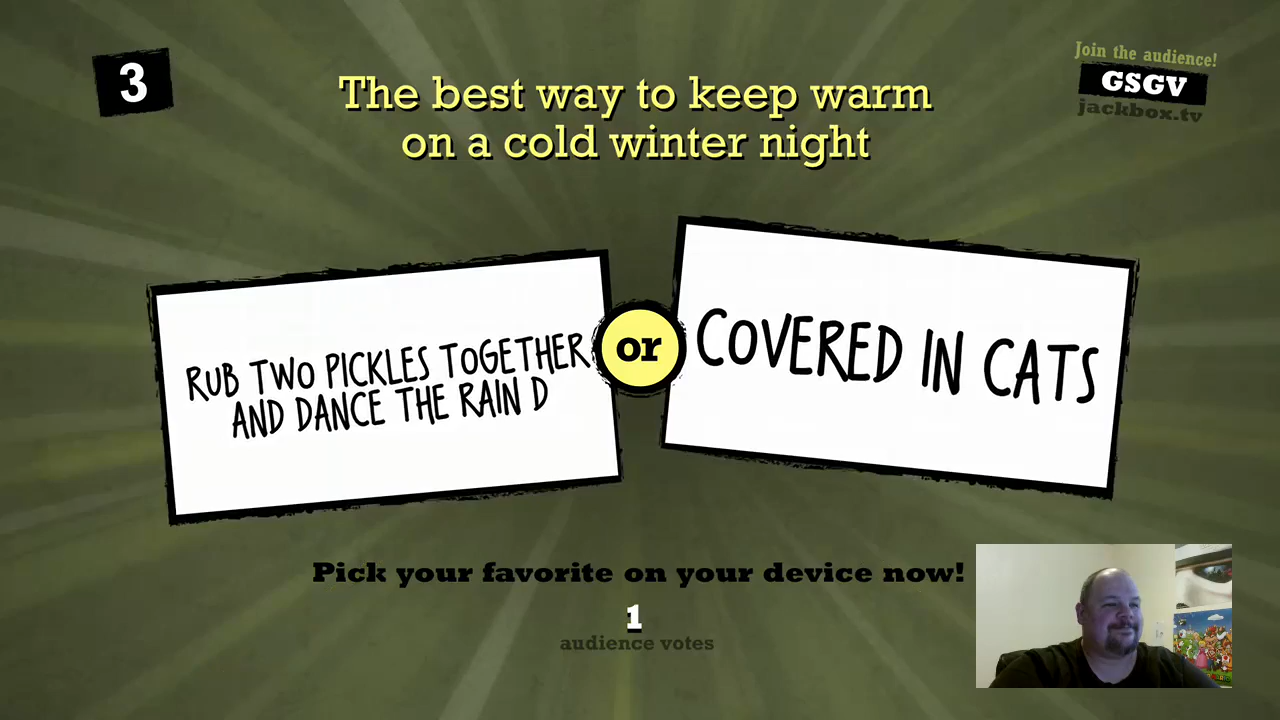 3
The best way to keep warm
on a cold winter night
Join the audience!
GSGV
jackbox.tv
RUB TWO PICKLES TOGETHER
AND DANCE THE RAIN D
or
COVERED IN CATS
Pick your favorite on your device now!
1
audience votes